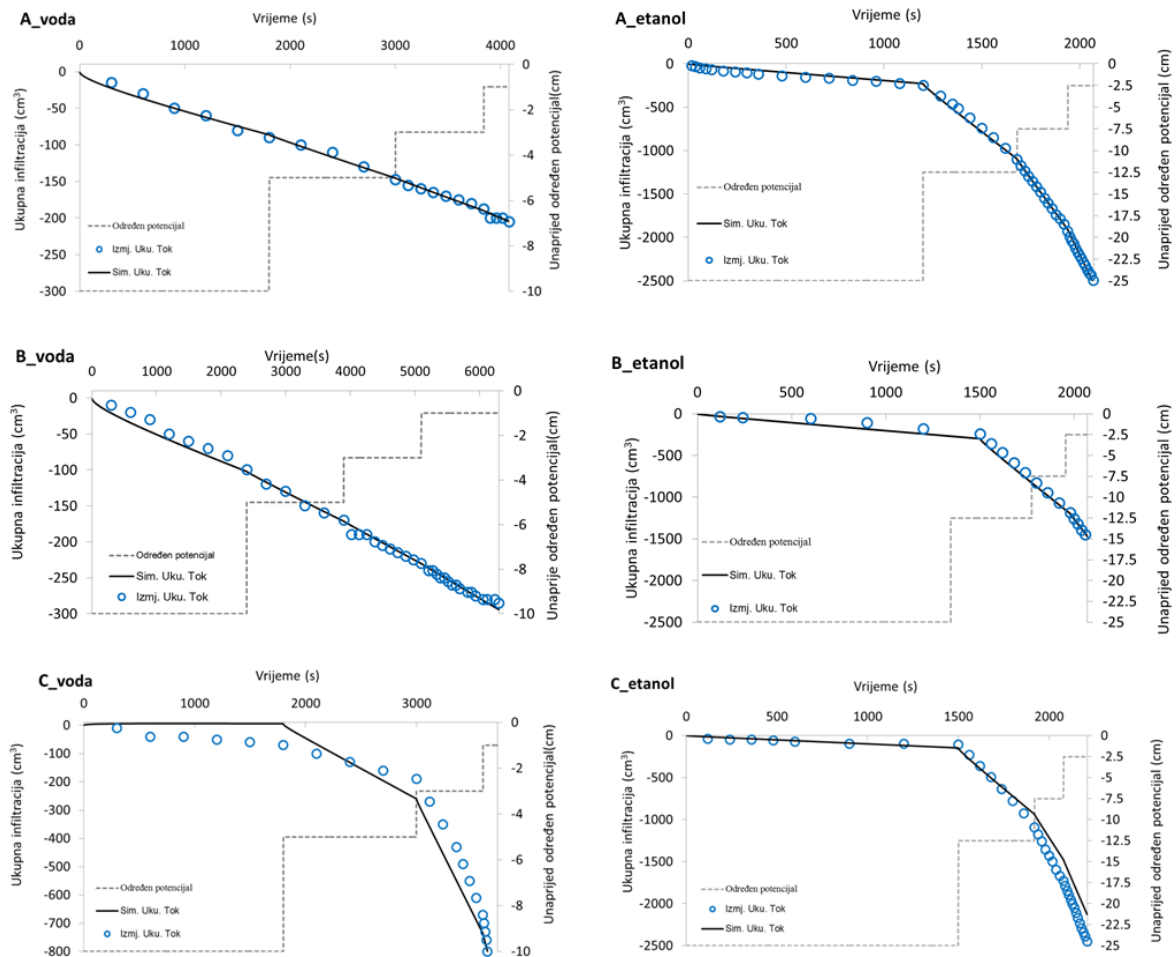 A_voda
Vrijeme (s)
0 1000 2000 3000 4000
0
-50
-100
-150
-200
-250
-300
Ukupna infiltracija (cm³)
0
-2
-4
-6
-8
-10
Unaprijed određen potencijal(cm)
Određen potencijal
Izmj. Uku. Tok
Sim. Uku. Tok
A_etanol
Vrijeme (s)
0 500 1000 1500 2000
0
-500
-1000
-1500
-2000
-2500
Ukupna infiltracija (cm³)
0
-2.5
-5
-7.5
-10
-12.5
-15
-17.5
-20
-22.5
-25
Unaprijed određen potencijal (cm)
Određen potencijal
Sim. Uku. Tok
Izmj. Uku. Tok
B_voda
Vrijeme(s)
0 1000 2000 3000 4000 5000 6000
0
-50
-100
-150
-200
-250
-300
Ukupna infiltracija (cm³)
0
-2
-4
-6
-8
-10
Unaprije određen potencijal(cm)
Određen potencijal
Sim. Uku. Tok
Izmj. Uku. Tok
B_etanol
Vrijeme (s)
0 500 1000 1500 2000
0
-500
-1000
-1500
-2000
-2500
Ukupna infiltracija (cm³)
0
-2.5
-5
-7.5
-10
-12.5
-15
-17.5
-20
-22.5
-25
Unaprijed određen potencijal (cm)
Određen potencijal
Sim. Uku. Tok
Izmj. Uku. Tok
C_voda
Vrijeme (s)
0 1000 2000 3000
0
-100
-200
-300
-400
-500
-600
-700
-800
Ukupna infiltracija (cm³)
0
-2
-4
-6
-8
-10
Unaprijed određen potencijal(cm)
Određen potencijal
Sim. Uku. Tok
Izmj. Uku. Tok
C_etanol
Vrijeme (s)
0 500 1000 1500 2000
0
-500
-1000
-1500
-2000
-2500
Ukupna infiltracija (cm³)
0
-2.5
-5
-7.5
-10
-12.5
-15
-17.5
-20
-22.5
-25
Unaprijed određen potencijal (cm)
Određen potencijal
Izmj. Uku. Tok
Sim. Uku. Tok